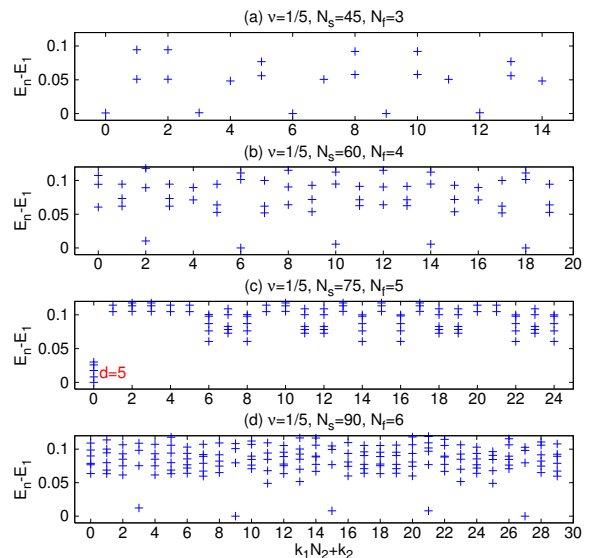 (a) ν=1/5, N_s=45, N_f=3
E_n-E_1
0.1
0.05
0
0 2 4 6 8 10 12 14
(b) ν=1/5, N_s=60, N_f=4
E_n-E_1
0.1
0.05
0
0 2 4 6 8 10 12 14 16 18 20
(c) ν=1/5, N_s=75, N_f=5
E_n-E_1
0.1
0.05
0
d=5
0 2 4 6 8 10 12 14 16 18 20 22 24
(d) ν=1/5, N_s=90, N_f=6
E_n-E_1
0.1
0.05
0
0 2 4 6 8 10 12 14 16 18 20 21 22 23 24 25 26 27 28 29 30
k_1N_2+k_2